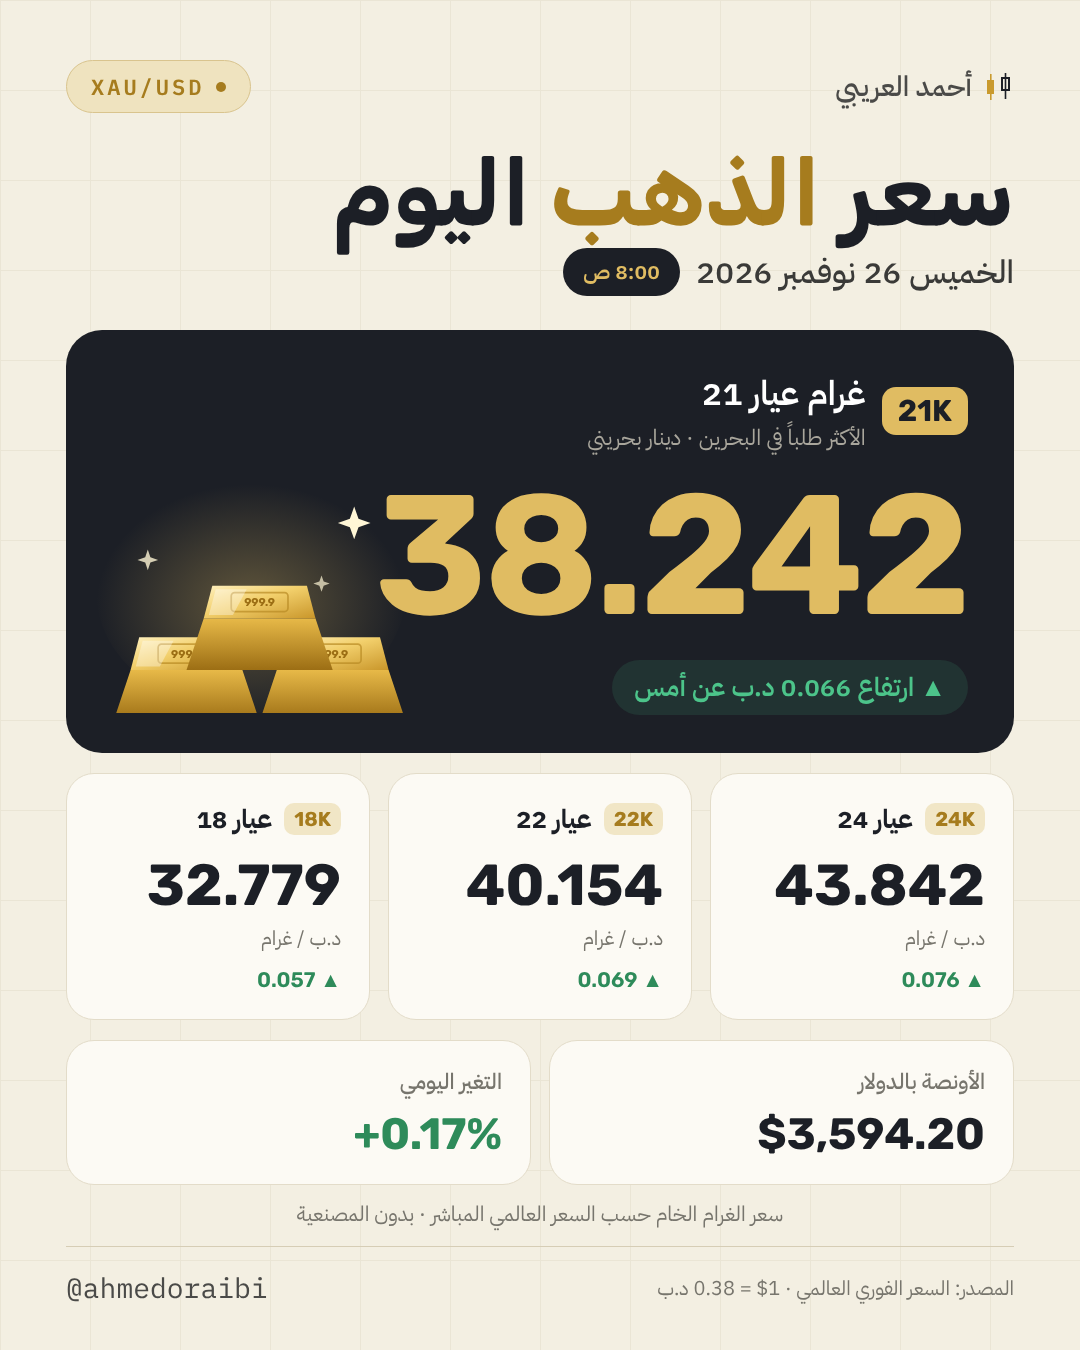 أحمد العريبي
XAU/USD
سعر الذهب اليوم
الخميس 26 نوفمبر 2026 8:00 ص
21K غرام عيار 21
الأكثر طلباً في البحرين · دينار بحريني
38.242
▲ ارتفاع 0.066 د.ب عن أمس
999.9
999
99.9
24K عيار 24
43.842
د.ب / غرام
▲ 0.076
22K عيار 22
40.154
د.ب / غرام
▲ 0.069
18K عيار 18
32.779
د.ب / غرام
▲ 0.057
الأونصة بالدولار
$3,594.20
التغير اليومي
+0.17%
سعر الغرام الخام حسب السعر العالمي المباشر · بدون المصنعية
المصدر: السعر الفوري العالمي · 1$ = 0.38 د.ب
@ahmedoraibi